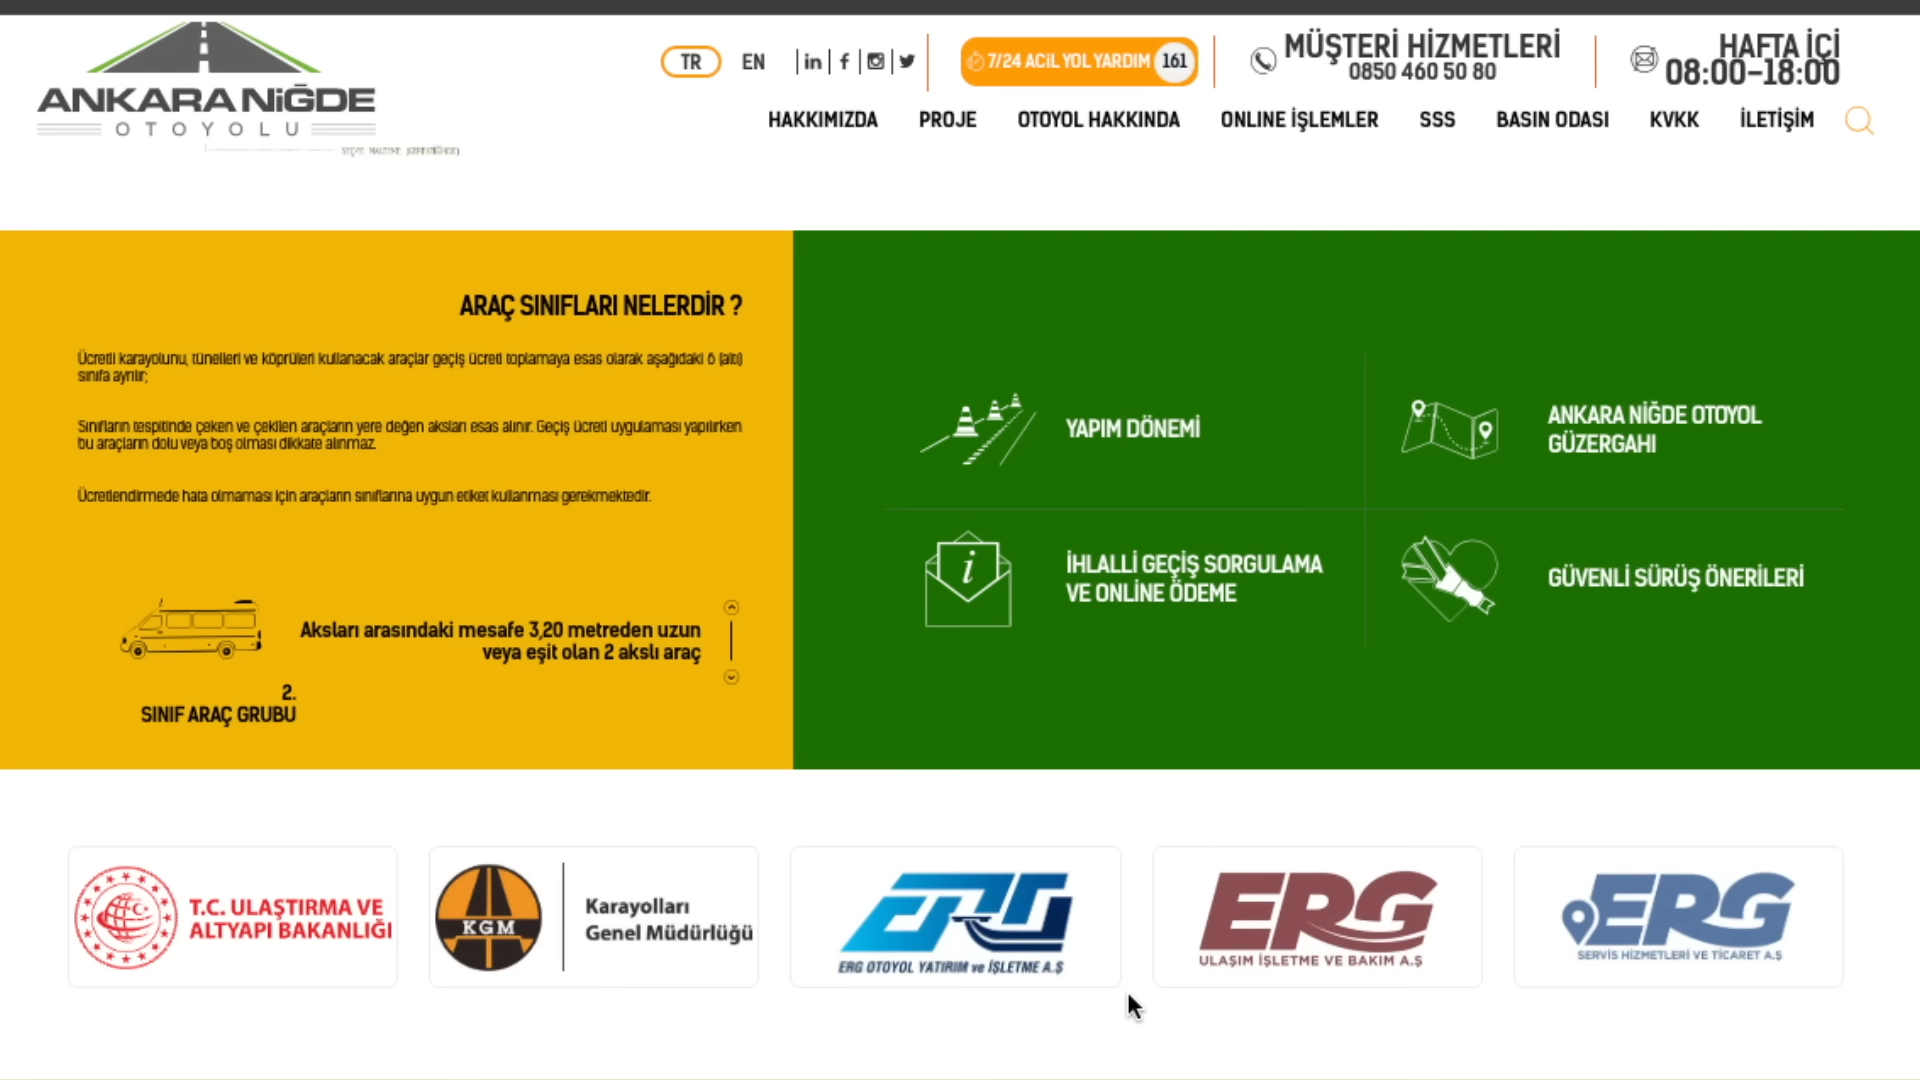 ANKARA NİĞDE
OTOYOLU
TR
EN
7/24 ACİL YOL YARDIM 161
MÜŞTERİ HİZMETLERİ
0850 460 50 80
HAFTA İÇİ
08:00-18:00
HAKKIMIZDA PROJE OTOYOL HAKKINDA ONLINE İŞLEMLER SSS BASIN ODASI KVKK İLETİŞİM
ARAÇ SINIFLARI NELERDİR ?
Ücretli karayolunu, tünelleri ve köprüleri kullanacak araçlar geçiş ücreti toplamaya esas olarak aşağıdaki 6 (altı)
sınıfa ayrılır;
Sınıfların tespitinde çeken ve çekilen araçların yere değen aksları esas alınır. Geçiş ücreti uygulaması yapılırken
bu araçların dolu veya boş olması dikkate alınmaz.
Ücretlendirmede hata olmaması için araçların sınıflarına uygun etiket kullanması gerekmektedir.
Aksları arasındaki mesafe 3,20 metreden uzun
veya eşit olan 2 akslı araç
2.
SINIF ARAÇ GRUBU
YAPIM DÖNEMİ
ANKARA NİĞDE OTOYOL
GÜZERGAHI
İHLALLİ GEÇİŞ SORGULAMA
VE ONLİNE ÖDEME
GÜVENLİ SÜRÜŞ ÖNERİLERİ
T.C. ULAŞTIRMA VE
ALTYAPI BAKANLIĞI
KGM
Karayolları
Genel Müdürlüğü
ERG
ERG OTOYOL YATIRIM ve İŞLETME A.Ş
ERG
ULAŞIM İŞLETME VE BAKIM A.Ş
ERG
SERVİS HİZMETLERİ VE TİCARET A.Ş